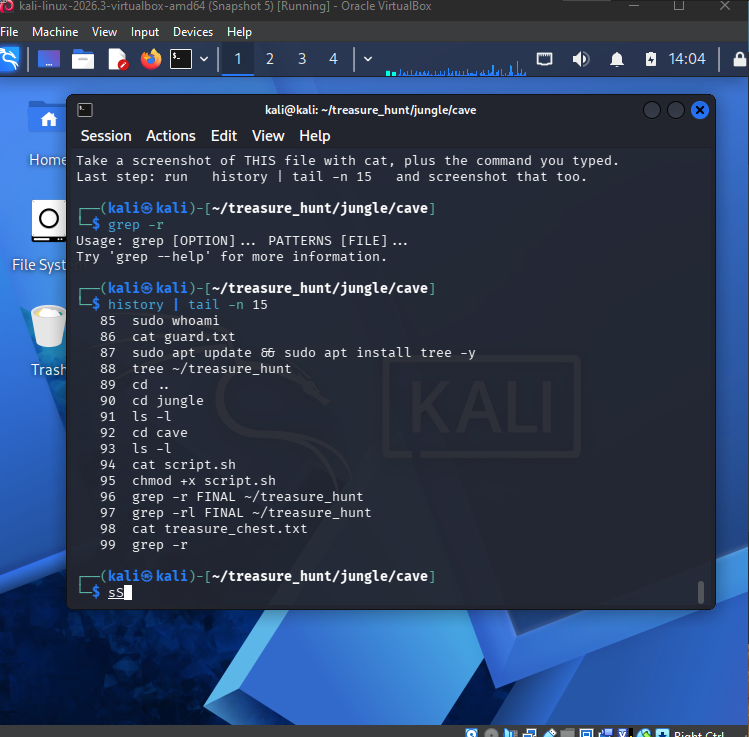 kali-linux-2026.3-virtualbox-amd64 (Snapshot 5) [Running] - Oracle VirtualBox
File Machine View Input Devices Help
1 2 3 4 14:04
kali@kali: ~/treasure_hunt/jungle/cave
Session Actions Edit View Help
Take a screenshot of THIS file with cat, plus the command you typed.
Last step: run   history | tail -n 15   and screenshot that too.
┌──(kali㉿kali)-[~/treasure_hunt/jungle/cave]
└─$ grep -r
Usage: grep [OPTION]... PATTERNS [FILE]...
Try 'grep --help' for more information.
┌──(kali㉿kali)-[~/treasure_hunt/jungle/cave]
└─$ history | tail -n 15
85  sudo whoami
86  cat guard.txt
87  sudo apt update && sudo apt install tree -y
88  tree ~/treasure_hunt
89  cd ..
90  cd jungle
91  ls -l
92  cd cave
93  ls -l
94  cat script.sh
95  chmod +x script.sh
96  grep -r FINAL ~/treasure_hunt
97  grep -rl FINAL ~/treasure_hunt
98  cat treasure_chest.txt
99  grep -r
┌──(kali㉿kali)-[~/treasure_hunt/jungle/cave]
└─$ sS
Home
File Syst
Trash
KALI
Right Ctrl